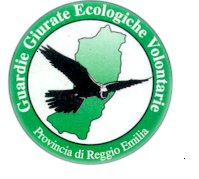 Guardie Giurate Ecologiche Volontarie
Provincia di Reggio Emilia